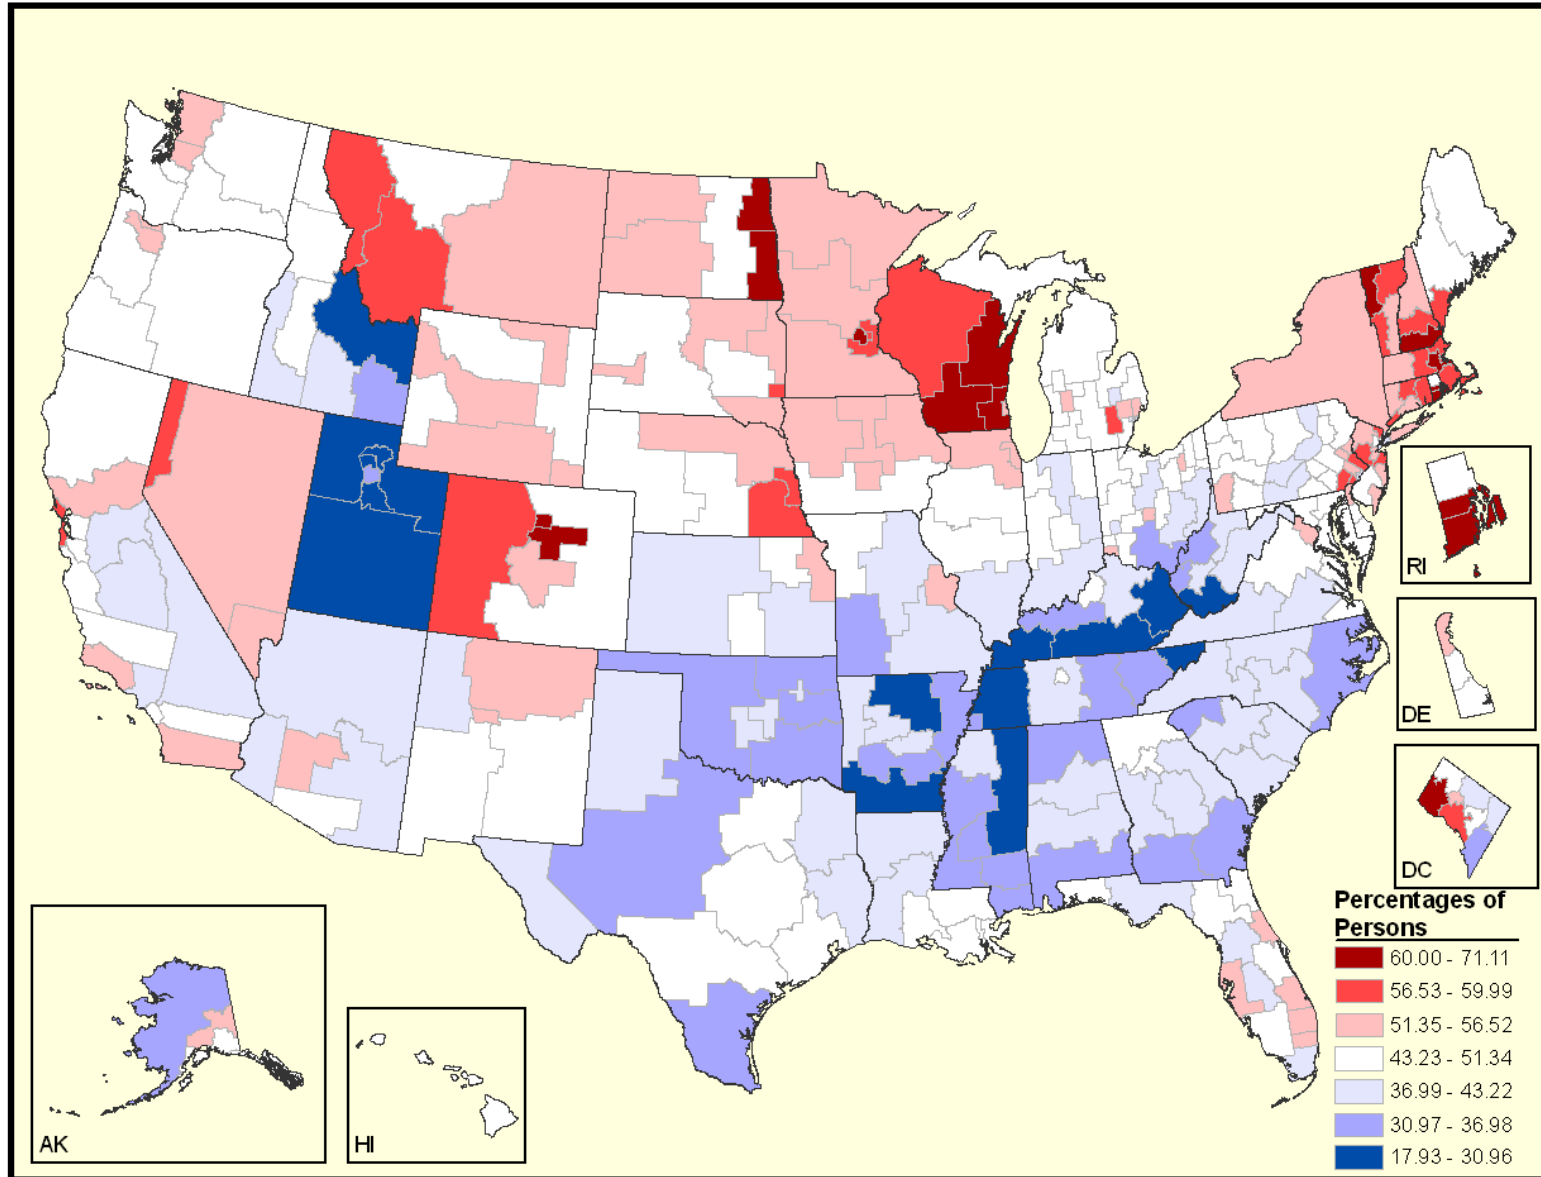 RI
DE
DC
AK
HI
Percentages of
Persons
60.00 - 71.11
56.53 - 59.99
51.35 - 56.52
43.23 - 51.34
36.99 - 43.22
30.97 - 36.98
17.93 - 30.96